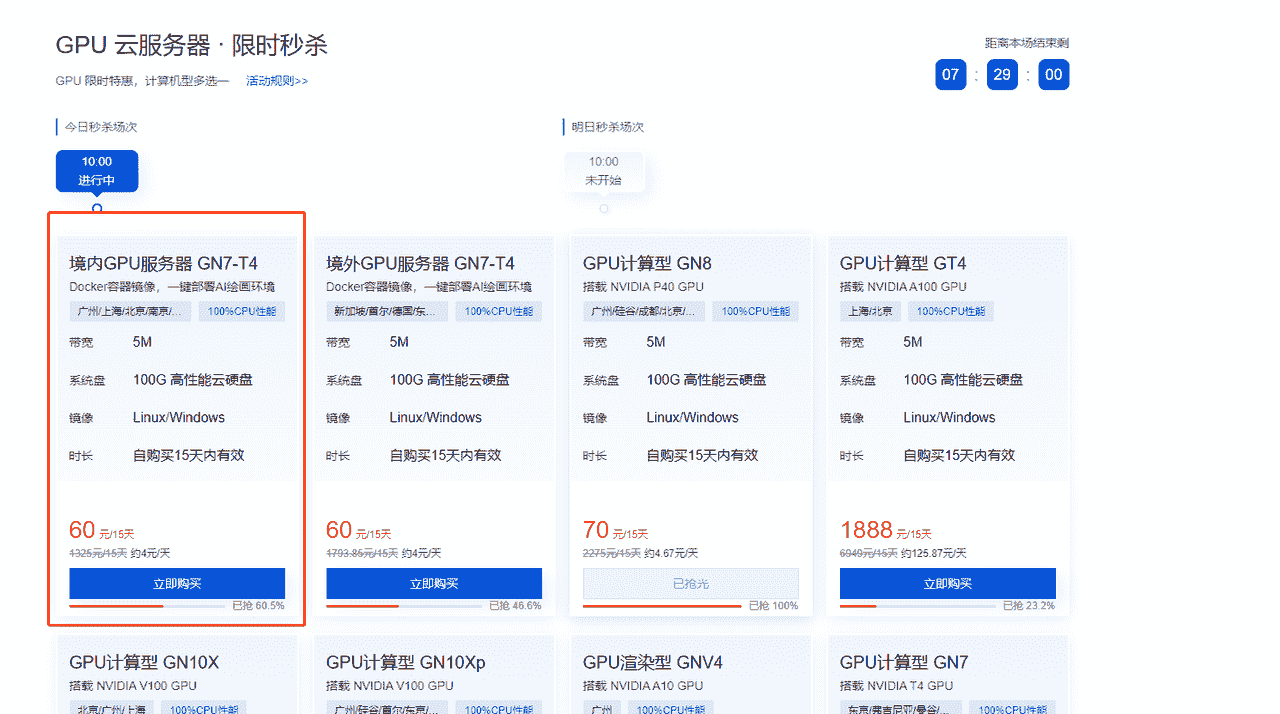 GPU 云服务器 · 限时秒杀
GPU 限时特惠，计算机型多选一 活动规则>>
距离本场结束剩
07 : 29 : 00
今日秒杀场次
10:00
进行中
明日秒杀场次
10:00
未开始
境内GPU服务器 GN7-T4
Docker容器镜像，一键部署AI绘画环境
广州/上海/北京/南京/... 100%CPU性能
带宽 5M
系统盘 100G 高性能云硬盘
镜像 Linux/Windows
时长 自购买15天内有效
60 元/15天
1325元/15天 约4元/天
立即购买
已抢 60.5%
境外GPU服务器 GN7-T4
Docker容器镜像，一键部署AI绘画环境
新加坡/首尔/德国/东... 100%CPU性能
带宽 5M
系统盘 100G 高性能云硬盘
镜像 Linux/Windows
时长 自购买15天内有效
60 元/15天
1793.85元/15天 约4元/天
立即购买
已抢 46.6%
GPU计算型 GN8
搭载 NVIDIA P40 GPU
广州/硅谷/成都/北京/... 100%CPU性能
带宽 5M
系统盘 100G 高性能云硬盘
镜像 Linux/Windows
时长 自购买15天内有效
70 元/15天
2275元/15天 约4.67元/天
已抢光
已抢 100%
GPU计算型 GT4
搭载 NVIDIA A100 GPU
上海/北京 100%CPU性能
带宽 5M
系统盘 100G 高性能云硬盘
镜像 Linux/Windows
时长 自购买15天内有效
1888 元/15天
6949元/15天 约125.87元/天
立即购买
已抢 23.2%
GPU计算型 GN10X
搭载 NVIDIA V100 GPU
北京/广州/上海 100%CPU性能
GPU计算型 GN10Xp
搭载 NVIDIA V100 GPU
广州/硅谷/首尔/东京/... 100%CPU性能
GPU渲染型 GNV4
搭载 NVIDIA A10 GPU
广州 100%CPU性能
GPU计算型 GN7
搭载 NVIDIA T4 GPU
东京/弗吉尼亚/曼谷/... 100%CPU性能